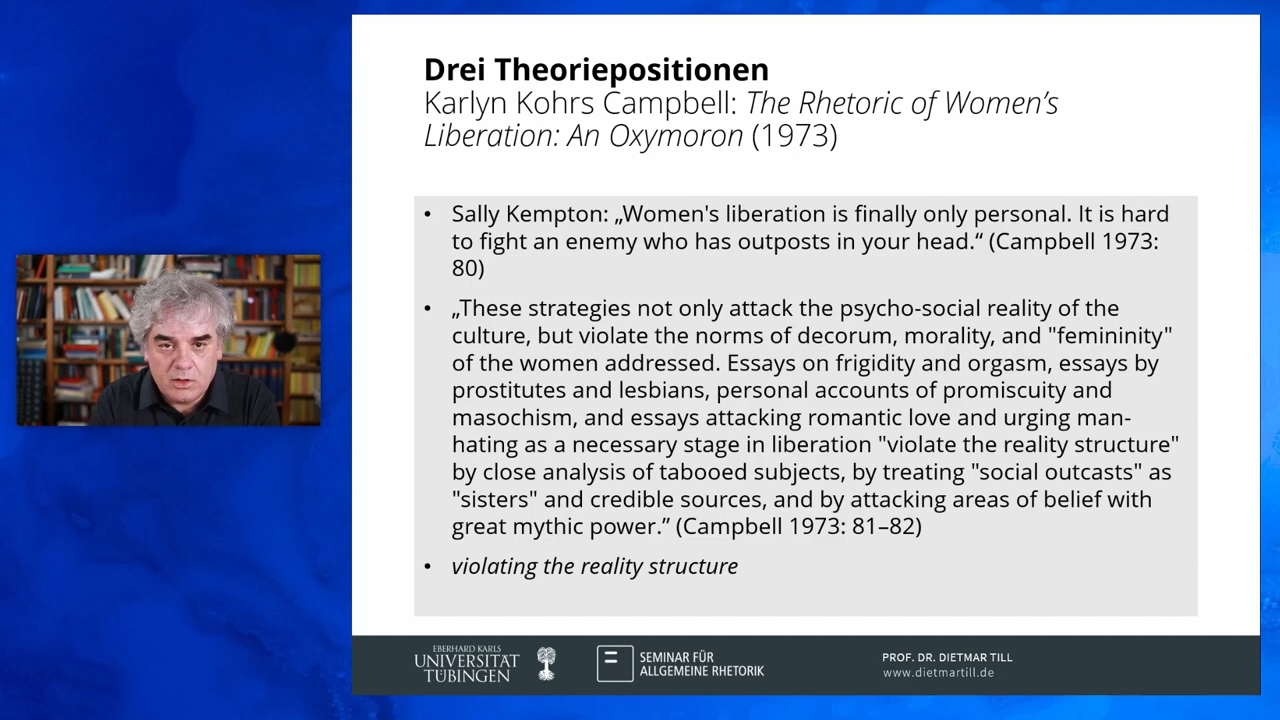 Drei Theoriepositionen
Karlyn Kohrs Campbell: The Rhetoric of Women’s
Liberation: An Oxymoron (1973)
• Sally Kempton: „Women's liberation is finally only personal. It is hard
to fight an enemy who has outposts in your head.“ (Campbell 1973:
80)
• „These strategies not only attack the psycho-social reality of the
culture, but violate the norms of decorum, morality, and "femininity"
of the women addressed. Essays on frigidity and orgasm, essays by
prostitutes and lesbians, personal accounts of promiscuity and
masochism, and essays attacking romantic love and urging man-
hating as a necessary stage in liberation "violate the reality structure"
by close analysis of tabooed subjects, by treating "social outcasts" as
"sisters" and credible sources, and by attacking areas of belief with
great mythic power.” (Campbell 1973: 81–82)
• violating the reality structure
EBERHARD KARLS
UNIVERSITÄT
TÜBINGEN
SEMINAR FÜR
ALLGEMEINE RHETORIK
PROF. DR. DIETMAR TILL
www.dietmartill.de